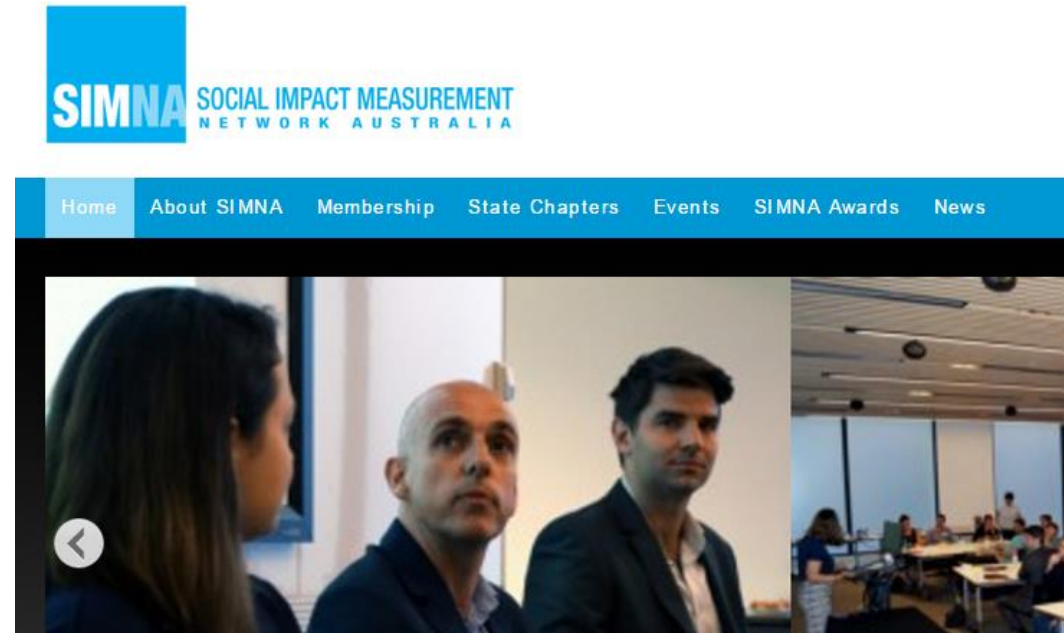 SIMNA
SOCIAL IMPACT MEASUREMENT
NETWORK AUSTRALIA
Home About SIMNA Membership State Chapters Events SIMNA Awards News